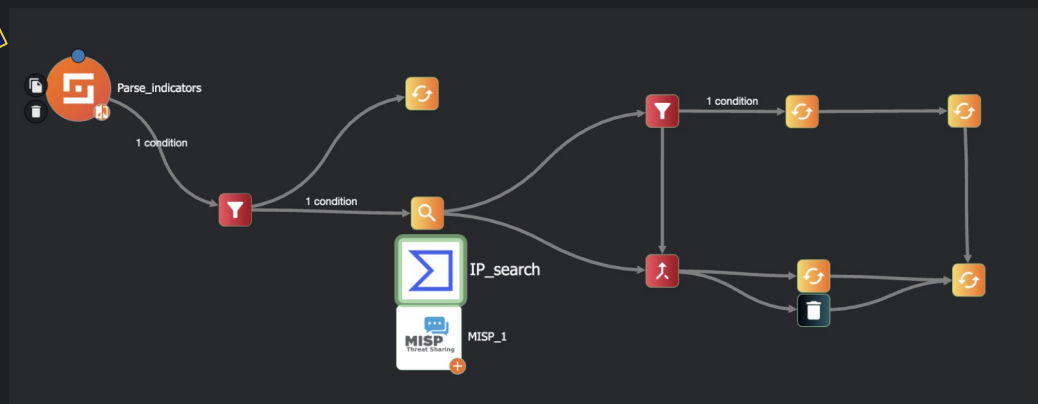 Parse_indicators
1 condition
1 condition
1 condition
IP_search
MISP
Threat Sharing
MISP_1